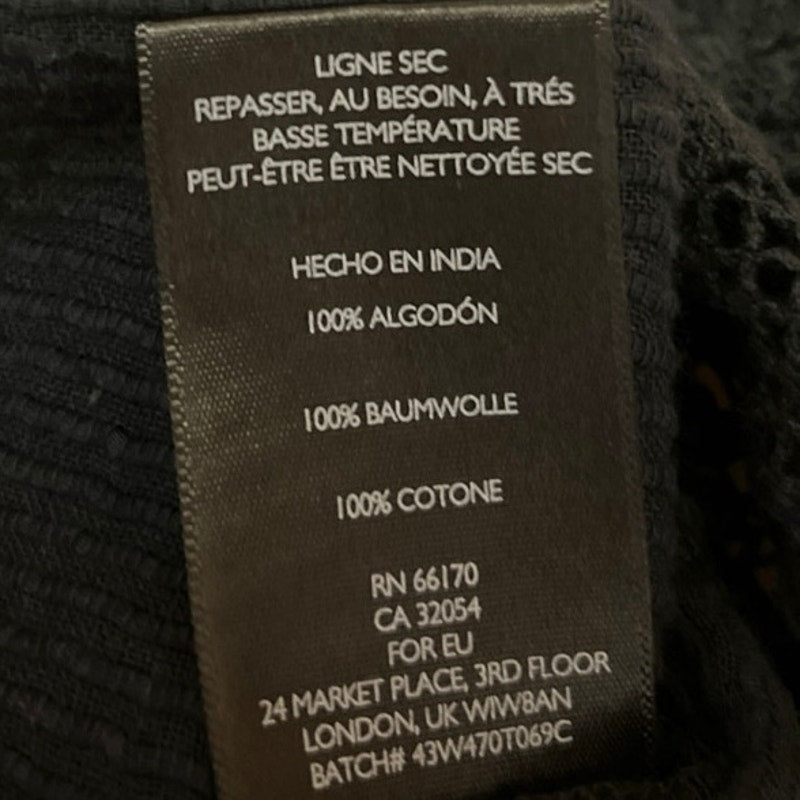 LIGNE SEC
REPASSER, AU BESOIN, À TRÉS
BASSE TEMPÉRATURE
PEUT-ÊTRE ÊTRE NETTOYÉE SEC
HECHO EN INDIA
100% ALGODÓN
100% BAUMWOLLE
100% COTONE
RN 66170
CA 32054
FOR EU
24 MARKET PLACE, 3RD FLOOR
LONDON, UK W1W8AN
BATCH# 43W470T069C